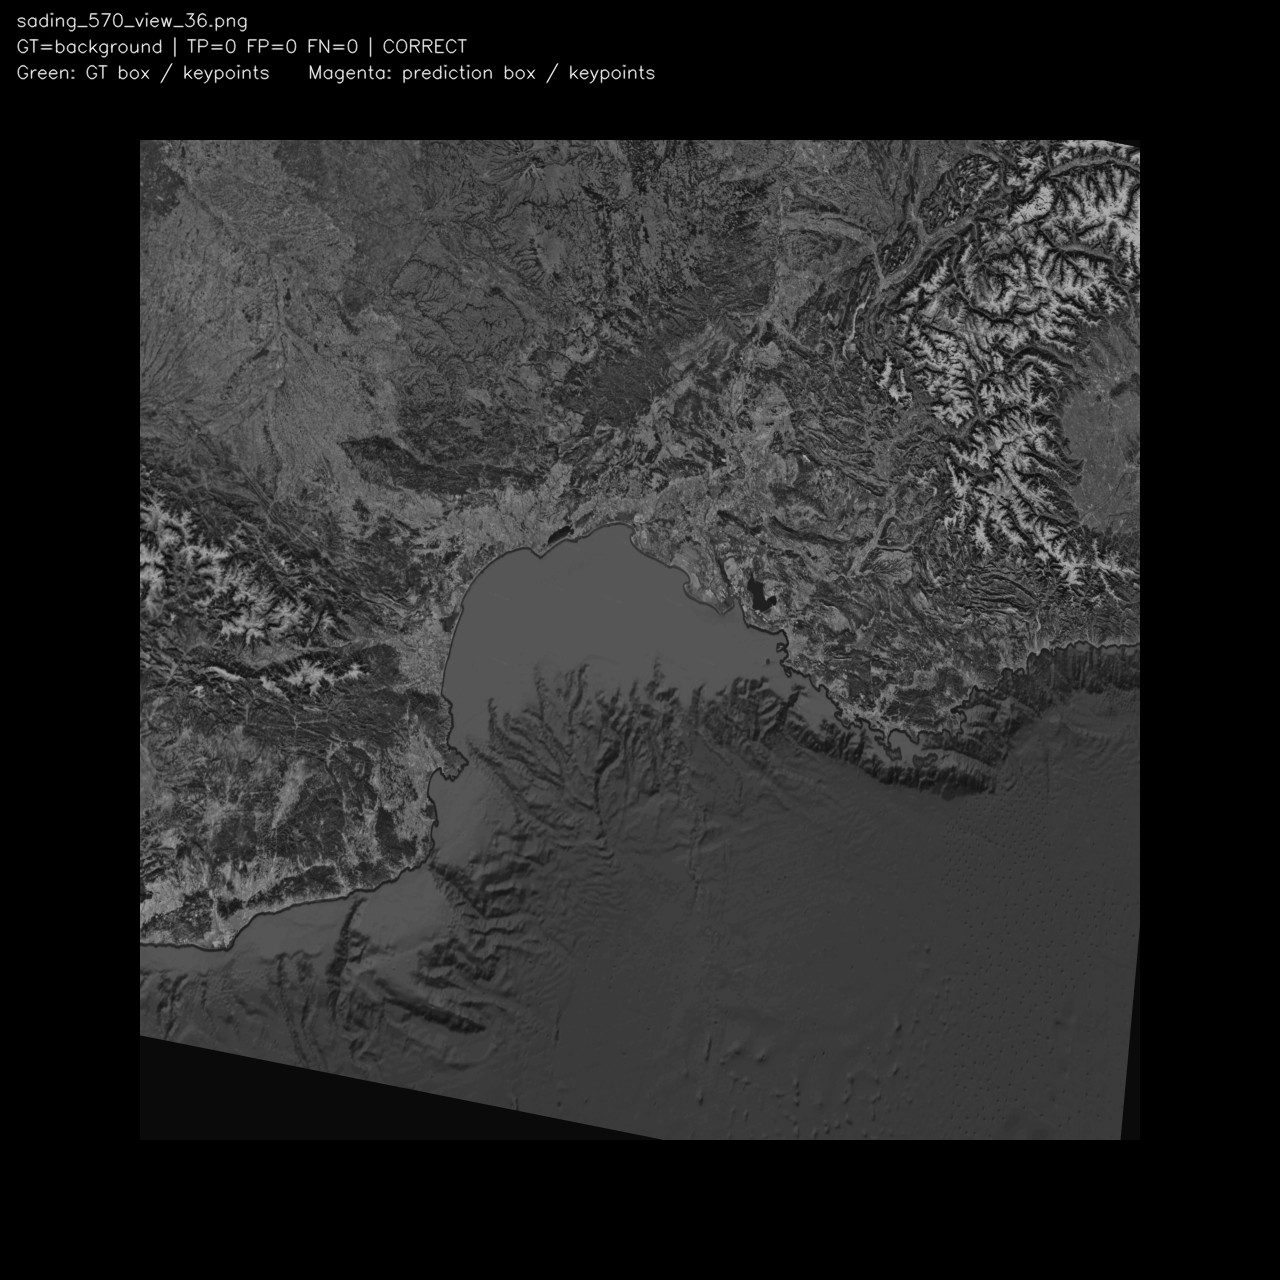 sading_570_view_36.png
GT=background | TP=0 FP=0 FN=0 | CORRECT
Green: GT box / keypoints    Magenta: prediction box / keypoints